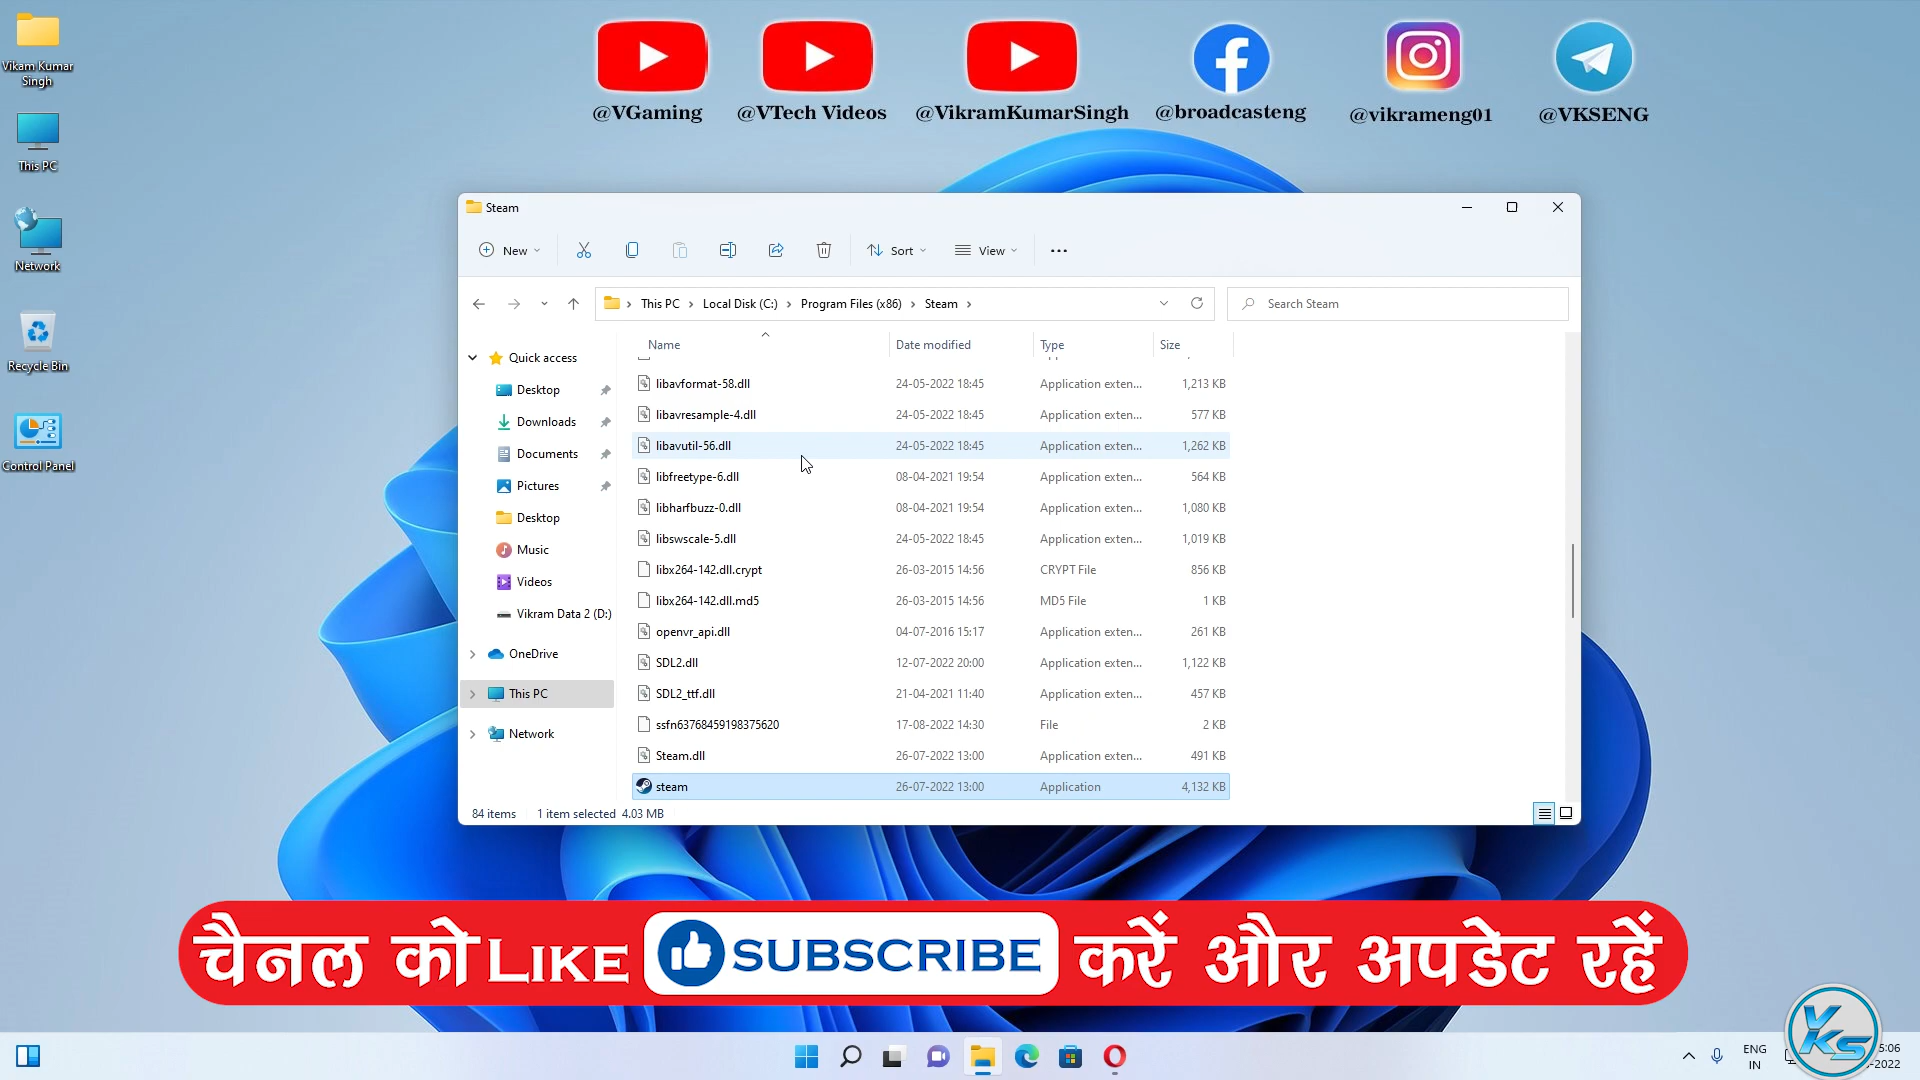 Vikam Kumar
Singh
This PC
Network
Recycle Bin
Control Panel
@VGaming
@VTech Videos
@VikramKumarSingh
@broadcasteng
@vikrameng01
@VKSENG
Steam
New
Sort
View
This PC
Local Disk (C:)
Program Files (x86)
Steam
Search Steam
Quick access
Desktop
Downloads
Documents
Pictures
Desktop
Music
Videos
Vikram Data 2 (D:)
OneDrive
This PC
Network
Name Date modified Type Size
libavformat-58.dll 24-05-2022 18:45 Application exten... 1,213 KB
libavresample-4.dll 24-05-2022 18:45 Application exten... 577 KB
libavutil-56.dll 24-05-2022 18:45 Application exten... 1,262 KB
libfreetype-6.dll 08-04-2021 19:54 Application exten... 564 KB
libharfbuzz-0.dll 08-04-2021 19:54 Application exten... 1,080 KB
libswscale-5.dll 24-05-2022 18:45 Application exten... 1,019 KB
libx264-142.dll.crypt 26-03-2015 14:56 CRYPT File 856 KB
libx264-142.dll.md5 26-03-2015 14:56 MD5 File 1 KB
openvr_api.dll 04-07-2016 15:17 Application exten... 261 KB
SDL2.dll 12-07-2022 20:00 Application exten... 1,122 KB
SDL2_ttf.dll 21-04-2021 11:40 Application exten... 457 KB
ssfn63768459198375620 17-08-2022 14:30 File 2 KB
Steam.dll 26-07-2022 13:00 Application exten... 491 KB
steam 26-07-2022 13:00 Application 4,132 KB
84 items 1 item selected 4.03 MB
चैनल को LIKE SUBSCRIBE करें और अपडेट रहें
VKS
ENG
IN
5:06
-2022